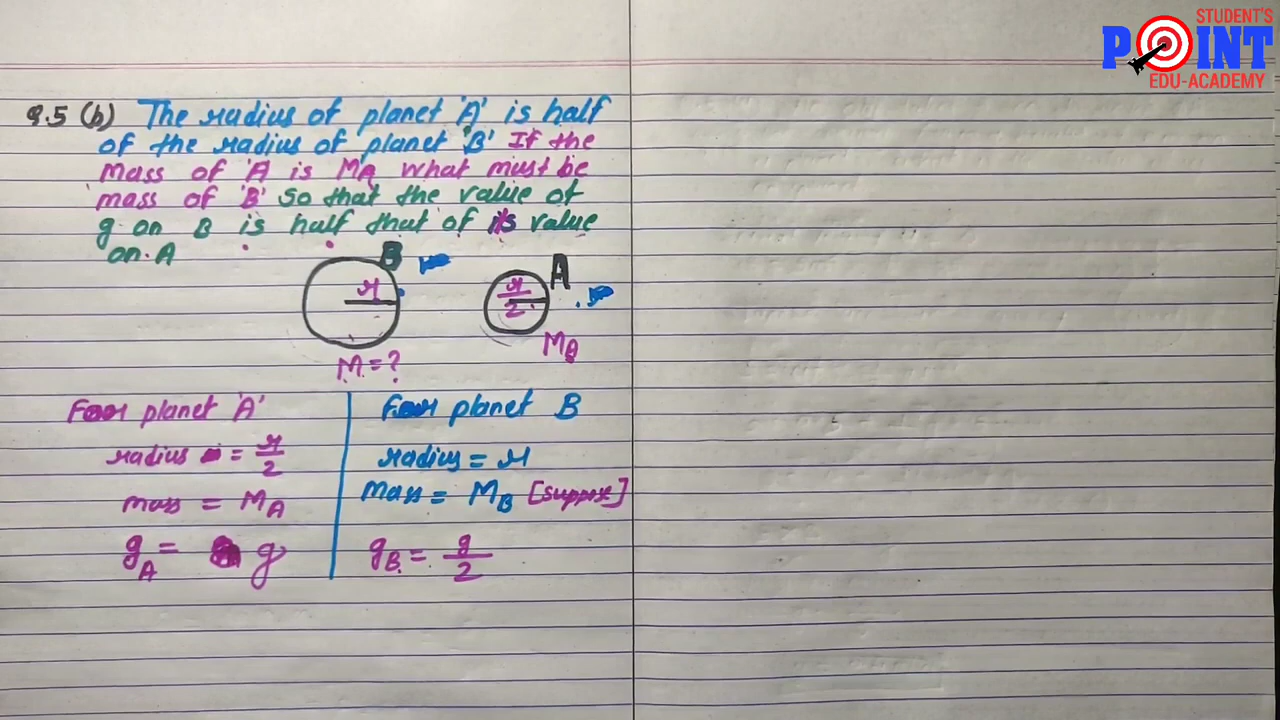 STUDENT'S
POINT
EDU-ACADEMY
Q.5 (b) The radius of planet 'A' is half
of the radius of planet 'B' If the
mass of 'A is MA what must be
mass of 'B' So that the value of
g on B is half that of its value
on A
B
A
r
r/2
MA
M = ?
For planet 'A'
For planet B
radius = r/2
radius = r
mass = MA
Mass = MB [suppose]
gA = g
gB = g/2